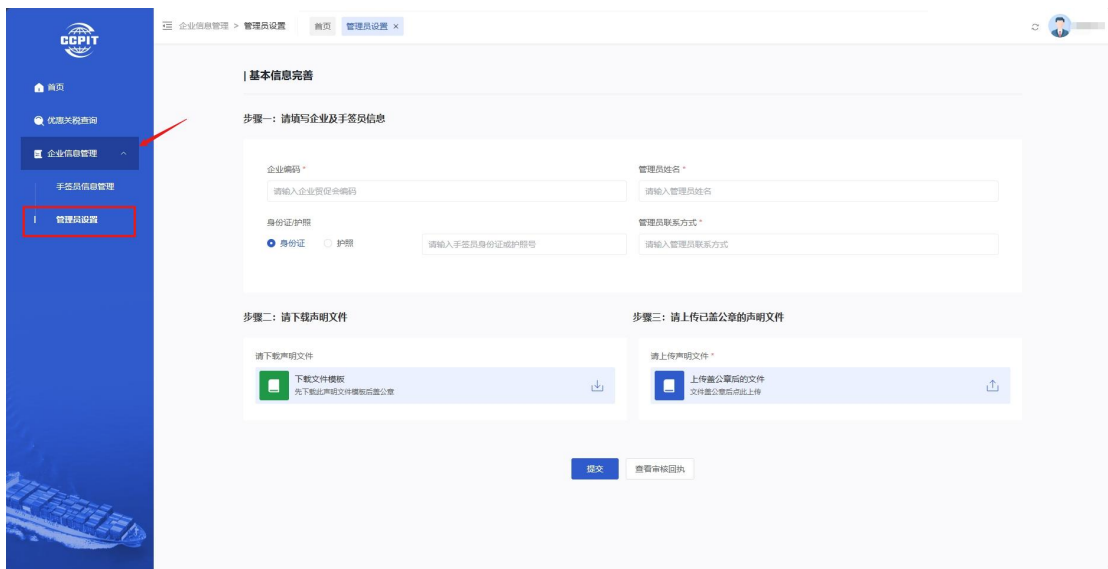 CCPIT
企业信息管理 > 管理员设置 首页 管理员设置 ×
首页
优惠关税查询
企业信息管理
手签员信息管理
管理员设置
| 基本信息完善
步骤一：请填写企业及手签员信息
企业编码 *
请输入企业贸促会编码
管理员姓名 *
请输入管理员姓名
身份证/护照
身份证 护照 请输入手签员身份证或护照号
管理员联系方式 *
请输入管理员联系方式
步骤二：请下载声明文件
请下载声明文件
下载文件模板
先下载此声明文件模板后盖公章
步骤三：请上传已盖公章的声明文件
请上传声明文件 *
上传盖公章后的文件
文件盖公章后点此上传
提交 查看审核回执